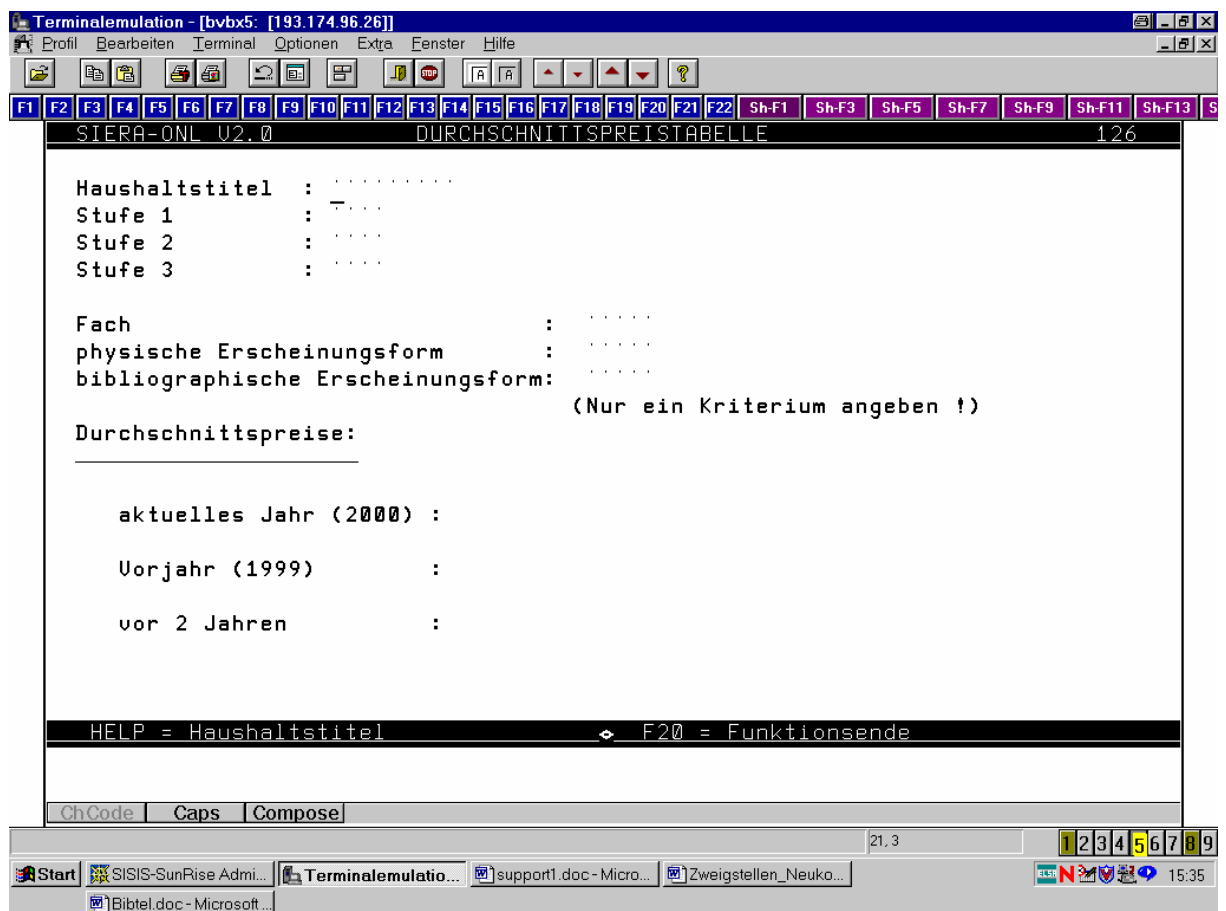 Terminalemulation - [bvbx5: [193.174.96.26]]
Profil Bearbeiten Terminal Optionen Extra Fenster Hilfe
STOP A A ?
F1 F2 F3 F4 F5 F6 F7 F8 F9 F10 F11 F12 F13 F14 F15 F16 F17 F18 F19 F20 F21 F22 Sh-F1 Sh-F3 Sh-F5 Sh-F7 Sh-F9 Sh-F11 Sh-F13 S
SIERA-ONL V2.0 DURCHSCHNITTSPREISTABELLE 126
Haushaltstitel :
Stufe 1 :
Stufe 2 :
Stufe 3 :
Fach :
physische Erscheinungsform :
bibliographische Erscheinungsform:
(Nur ein Kriterium angeben !)
Durchschnittspreise:
aktuelles Jahr (2000) :
Vorjahr (1999) :
vor 2 Jahren :
HELP = Haushaltstitel F20 = Funktionsende
ChCode Caps Compose
21, 3 1 2 3 4 5 6 7 8 9
Start SISIS-SunRise Admi... Terminalemulatio... support1.doc - Micro... Zweigstellen_Neuko... N 15:35
Bibtel.doc - Microsoft ...